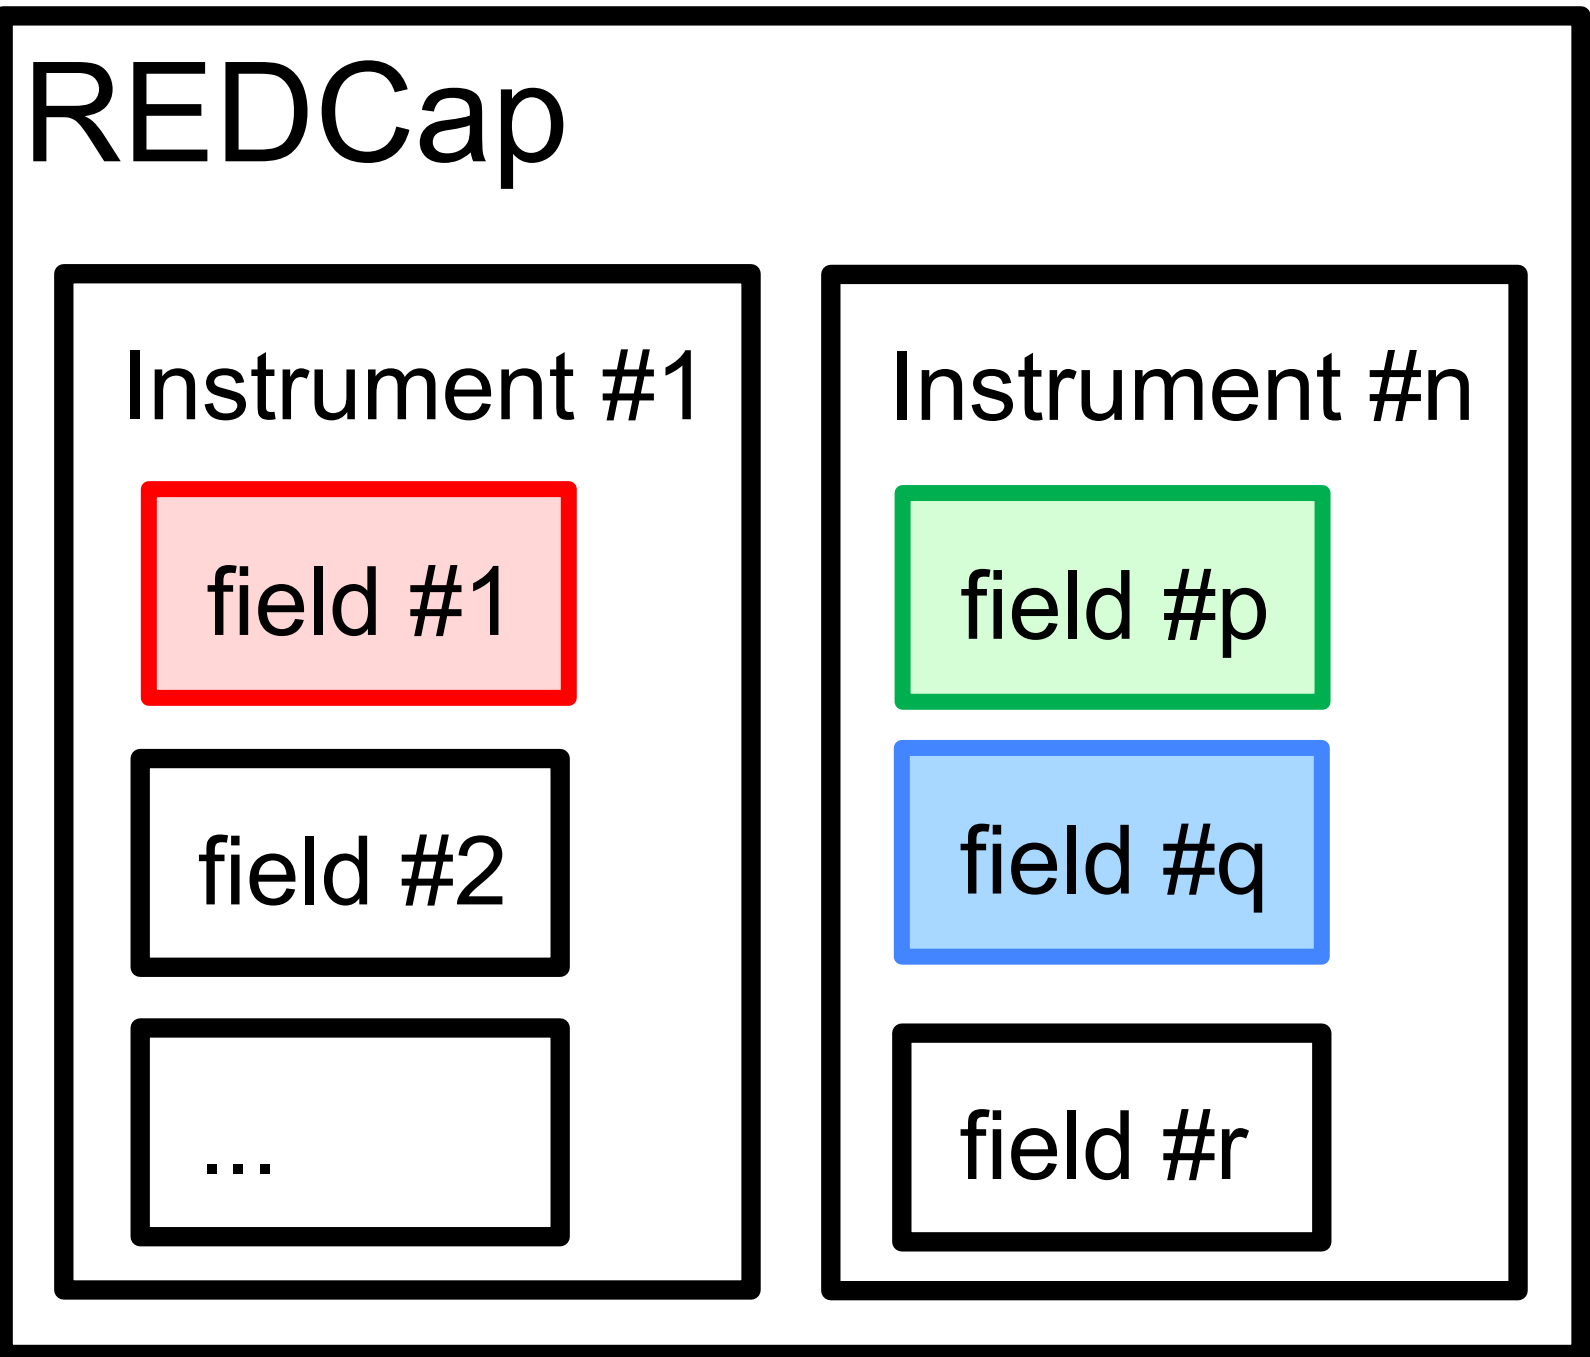 REDCap
Instrument #1
field #1
field #2
...
Instrument #n
field #p
field #q
field #r